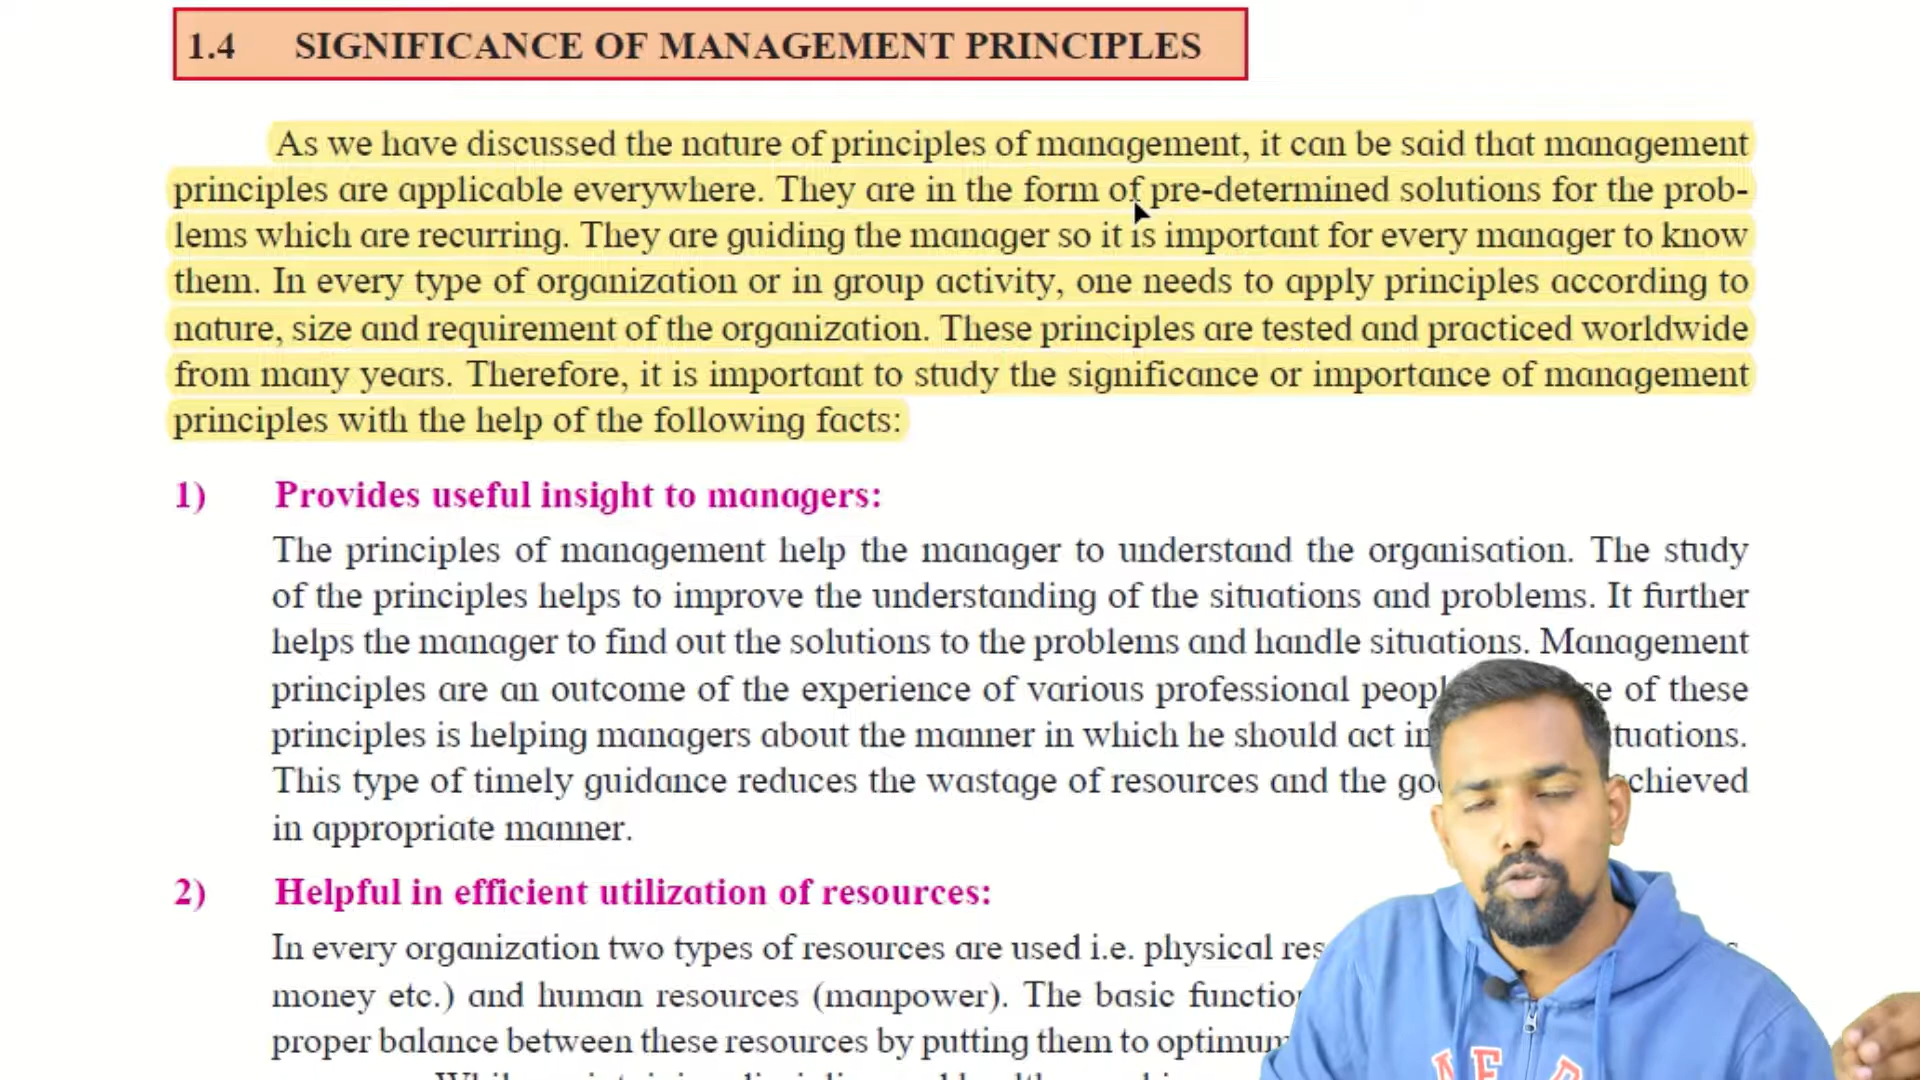 1.4 SIGNIFICANCE OF MANAGEMENT PRINCIPLES
As we have discussed the nature of principles of management, it can be said that management
principles are applicable everywhere. They are in the form of pre-determined solutions for the prob-
lems which are recurring. They are guiding the manager so it is important for every manager to know
them. In every type of organization or in group activity, one needs to apply principles according to
nature, size and requirement of the organization. These principles are tested and practiced worldwide
from many years. Therefore, it is important to study the significance or importance of management
principles with the help of the following facts:
1) Provides useful insight to managers:
The principles of management help the manager to understand the organisation. The study
of the principles helps to improve the understanding of the situations and problems. It further
helps the manager to find out the solutions to the problems and handle situations. Management
principles are an outcome of the experience of various professional of these
principles is helping managers about the manner in which he should act in
This type of timely guidance reduces the wastage of resources and the
in appropriate manner.
2) Helpful in efficient utilization of resources:
In every organization two types of resources are used i.e. physical
money etc.) and human resources (manpower). The basic
proper balance between these resources by putting them to